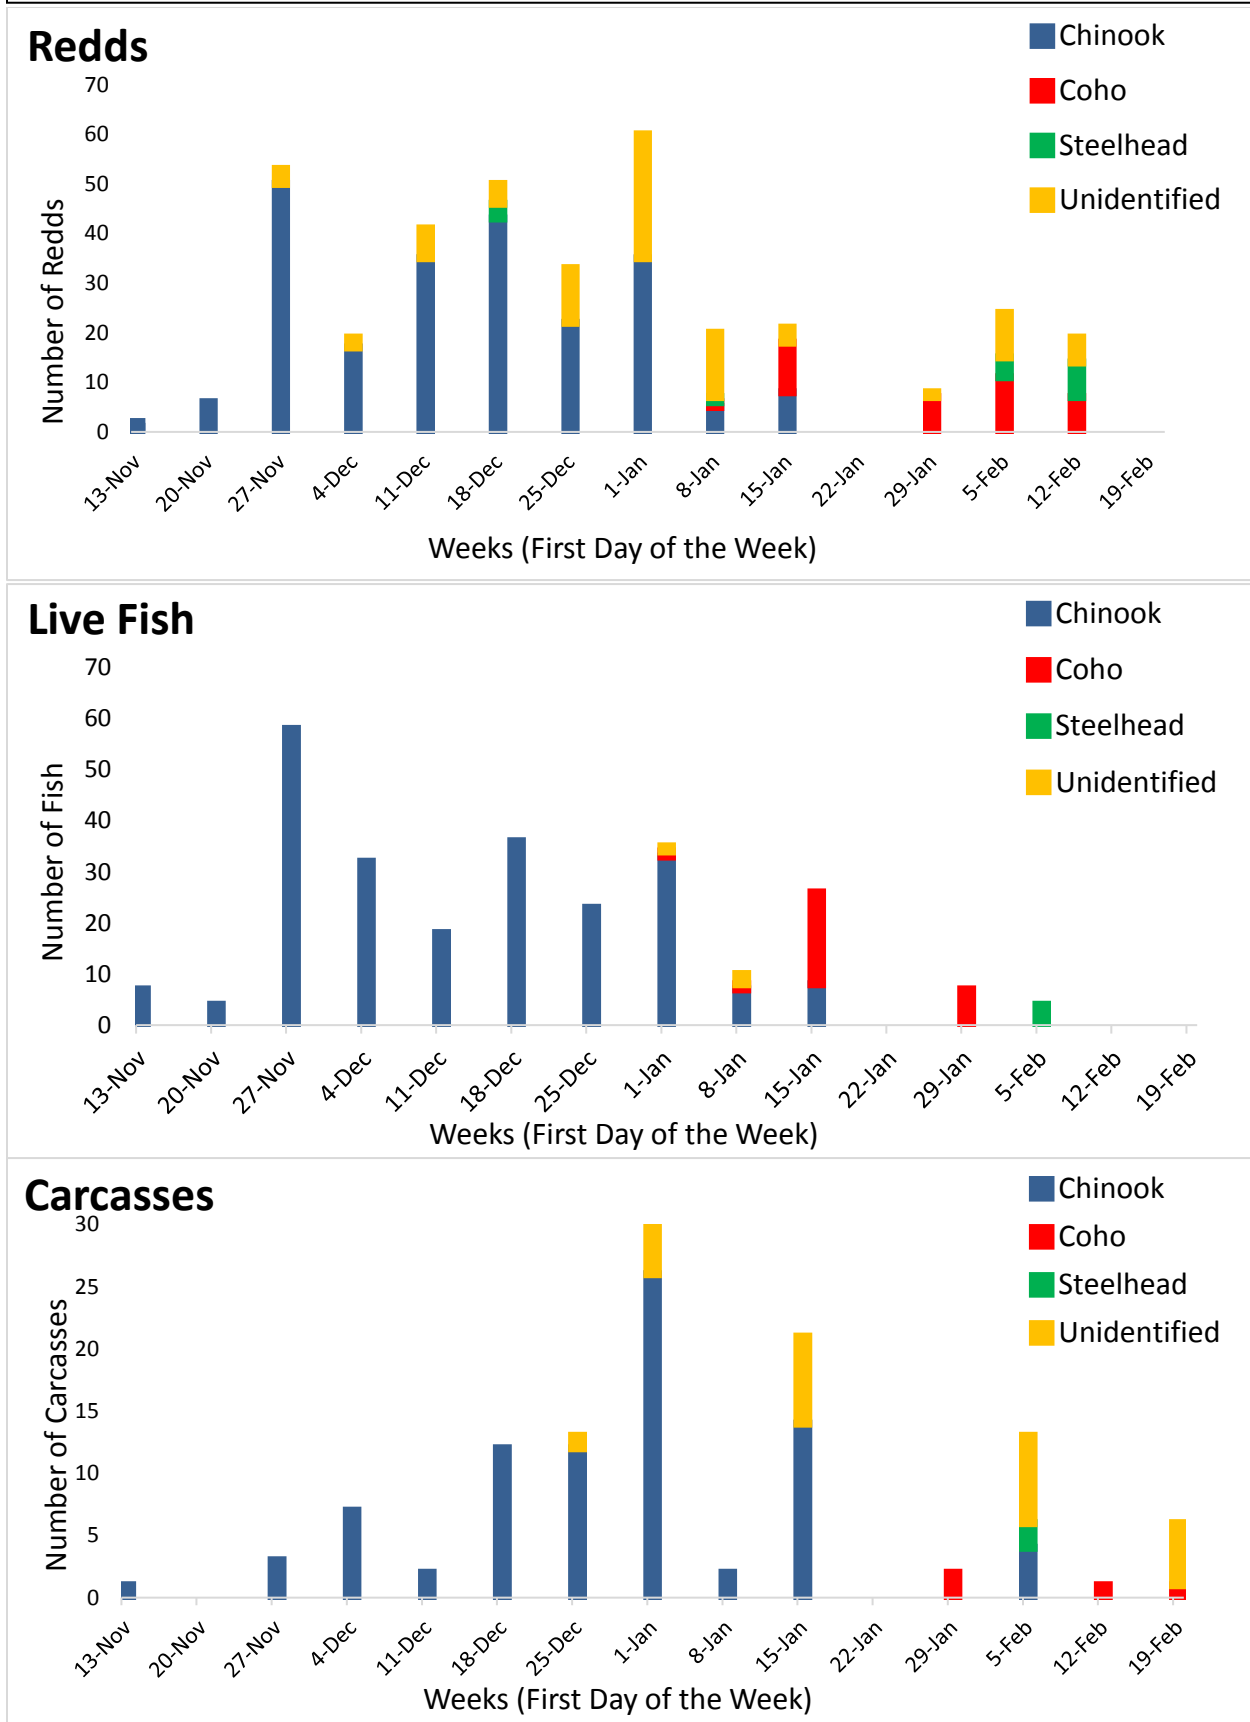 Redds
Chinook
Coho
Steelhead
Unidentified
Number of Redds
70
60
50
40
30
20
10
0
13-Nov 20-Nov 27-Nov 4-Dec 11-Dec 18-Dec 25-Dec 1-Jan 8-Jan 15-Jan 22-Jan 29-Jan 5-Feb 12-Feb 19-Feb
Weeks (First Day of the Week)
Live Fish
Chinook
Coho
Steelhead
Unidentified
Number of Fish
70
60
50
40
30
20
10
0
13-Nov 20-Nov 27-Nov 4-Dec 11-Dec 18-Dec 25-Dec 1-Jan 8-Jan 15-Jan 22-Jan 29-Jan 5-Feb 12-Feb 19-Feb
Weeks (First Day of the Week)
Carcasses
Chinook
Coho
Steelhead
Unidentified
Number of Carcasses
30
25
20
15
10
5
0
13-Nov 20-Nov 27-Nov 4-Dec 11-Dec 18-Dec 25-Dec 1-Jan 8-Jan 15-Jan 22-Jan 29-Jan 5-Feb 12-Feb 19-Feb
Weeks (First Day of the Week)